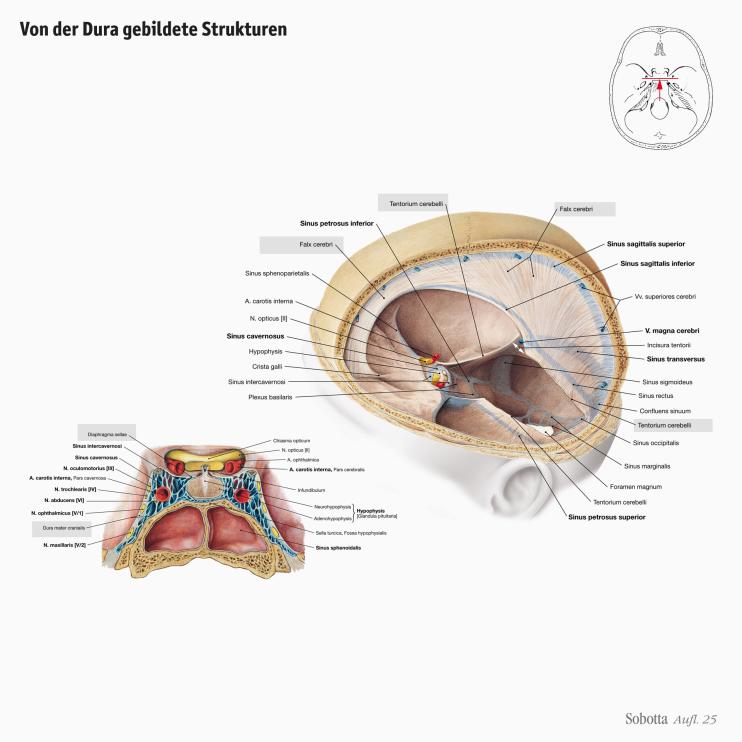 Von der Dura gebildete Strukturen
Tentorium cerebelli
Falx cerebri
Sinus petrosus inferior
Falx cerebri
Sinus sagittalis superior
Sinus sagittalis inferior
Sinus sphenoparietalis
Vv. superiores cerebri
A. carotis interna
N. opticus [II]
V. magna cerebri
Sinus cavernosus
Incisura tentorii
Hypophysis
Sinus transversus
Crista galli
Sinus intercavernosi
Sinus sigmoideus
Plexus basilaris
Sinus rectus
Confluens sinuum
Tentorium cerebelli
Sinus occipitalis
Sinus marginalis
Foramen magnum
Tentorium cerebelli
Sinus petrosus superior
Diaphragma sellae
Sinus intercavernosi
Sinus cavernosus
N. oculomotorius [III]
A. carotis interna, Pars cavernosa
N. trochlearis [IV]
N. abducens [VI]
N. ophthalmicus [V/1]
Dura mater cranialis
N. maxillaris [V/2]
Chiasma opticum
N. opticus [II]
A. ophthalmica
A. carotis interna, Pars cerebralis
Infundibulum
Neurohypophysis
Adenohypophysis
Hypophysis
[Glandula pituitaria]
Sella turcica, Fossa hypophysialis
Sinus sphenoidalis
Sobotta Aufl. 25